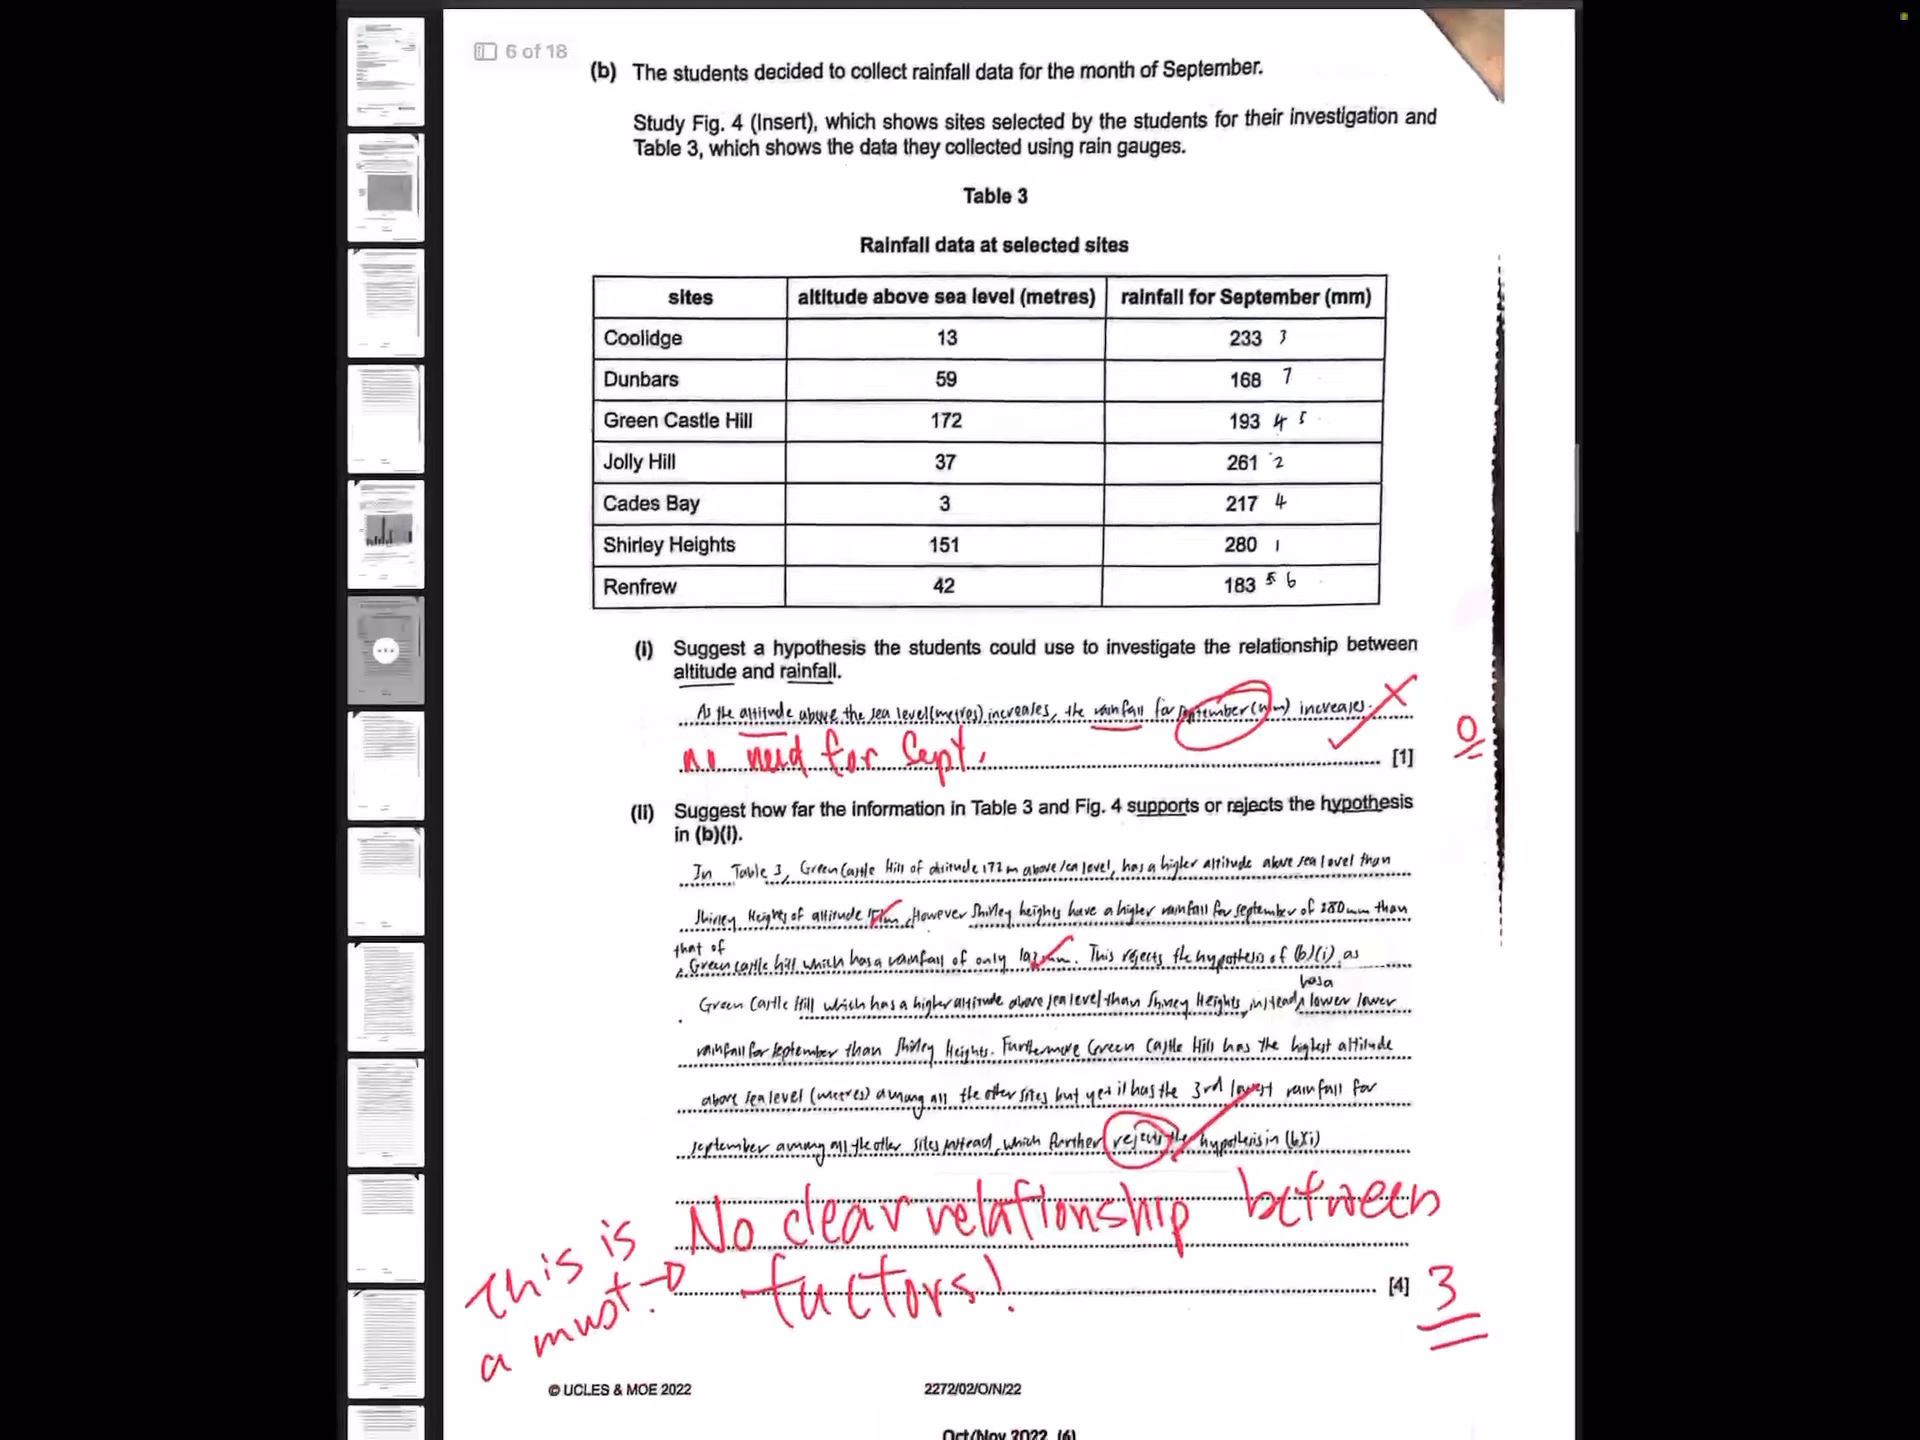 6 of 18
(b) The students decided to collect rainfall data for the month of September.
Study Fig. 4 (Insert), which shows sites selected by the students for their investigation and
Table 3, which shows the data they collected using rain gauges.
Table 3
Rainfall data at selected sites
sites altitude above sea level (metres) rainfall for September (mm)
Coolidge 13 233 3
Dunbars 59 168 7
Green Castle Hill 172 193 4 5
Jolly Hill 37 261 2
Cades Bay 3 217 4
Shirley Heights 151 280 1
Renfrew 42 183 5 6
(i) Suggest a hypothesis the students could use to investigate the relationship between
altitude and rainfall.
As the altitude above the sea level (metres) increases, the rainfall for September (mm) increases.
no need for Sept.
[1]
0
(ii) Suggest how far the information in Table 3 and Fig. 4 supports or rejects the hypothesis
in (b)(i).
In Table 3, Green Castle Hill of altitude 172 m above sea level, has a higher altitude above sea level than
Shirley Heights of altitude 151m. However Shirley heights have a higher rainfall for september of 280mm than
that of
Green castle hill which has a rainfall of only 193mm. This rejects the hypothesis of (b)(i) as
has a
Green Castle Hill which has a higher altitude above sea level than Shirley Heights, instead lower lower
rainfall for september than Shirley Heights. Furthermore Green Castle Hill has the highest altitude
above sea level (metres) among all the other sites but yet it has the 3rd lowest rainfall for
september among all the other sites instead, which further rejects the hypothesis in (b)(i)
No clear relationship between
This is
a must. → factors!
[4] 3
© UCLES & MOE 2022 2272/02/O/N/22
Oct/Nov 2022 (6)